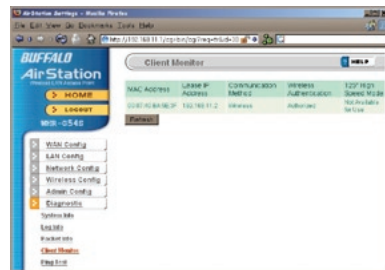 AirStation Settings - Mozilla Firefox
File Edit View Go Bookmarks Tools Help
BUFFALO
AirStation
Client Monitor
HELP
HOME
LOGOUT
MAC Address
Lease IP Address
Communication Method
Wireless Authentication
125* High Speed Mode
192.168.11.2
Wireless
Authorized
Not Available for Use
Refresh
WAN Config
LAN Config
Network Config
Wireless Config
Admin Config
Diagnostic
System Info
Log Info
Packet Info
Client Monitor
Ping Test